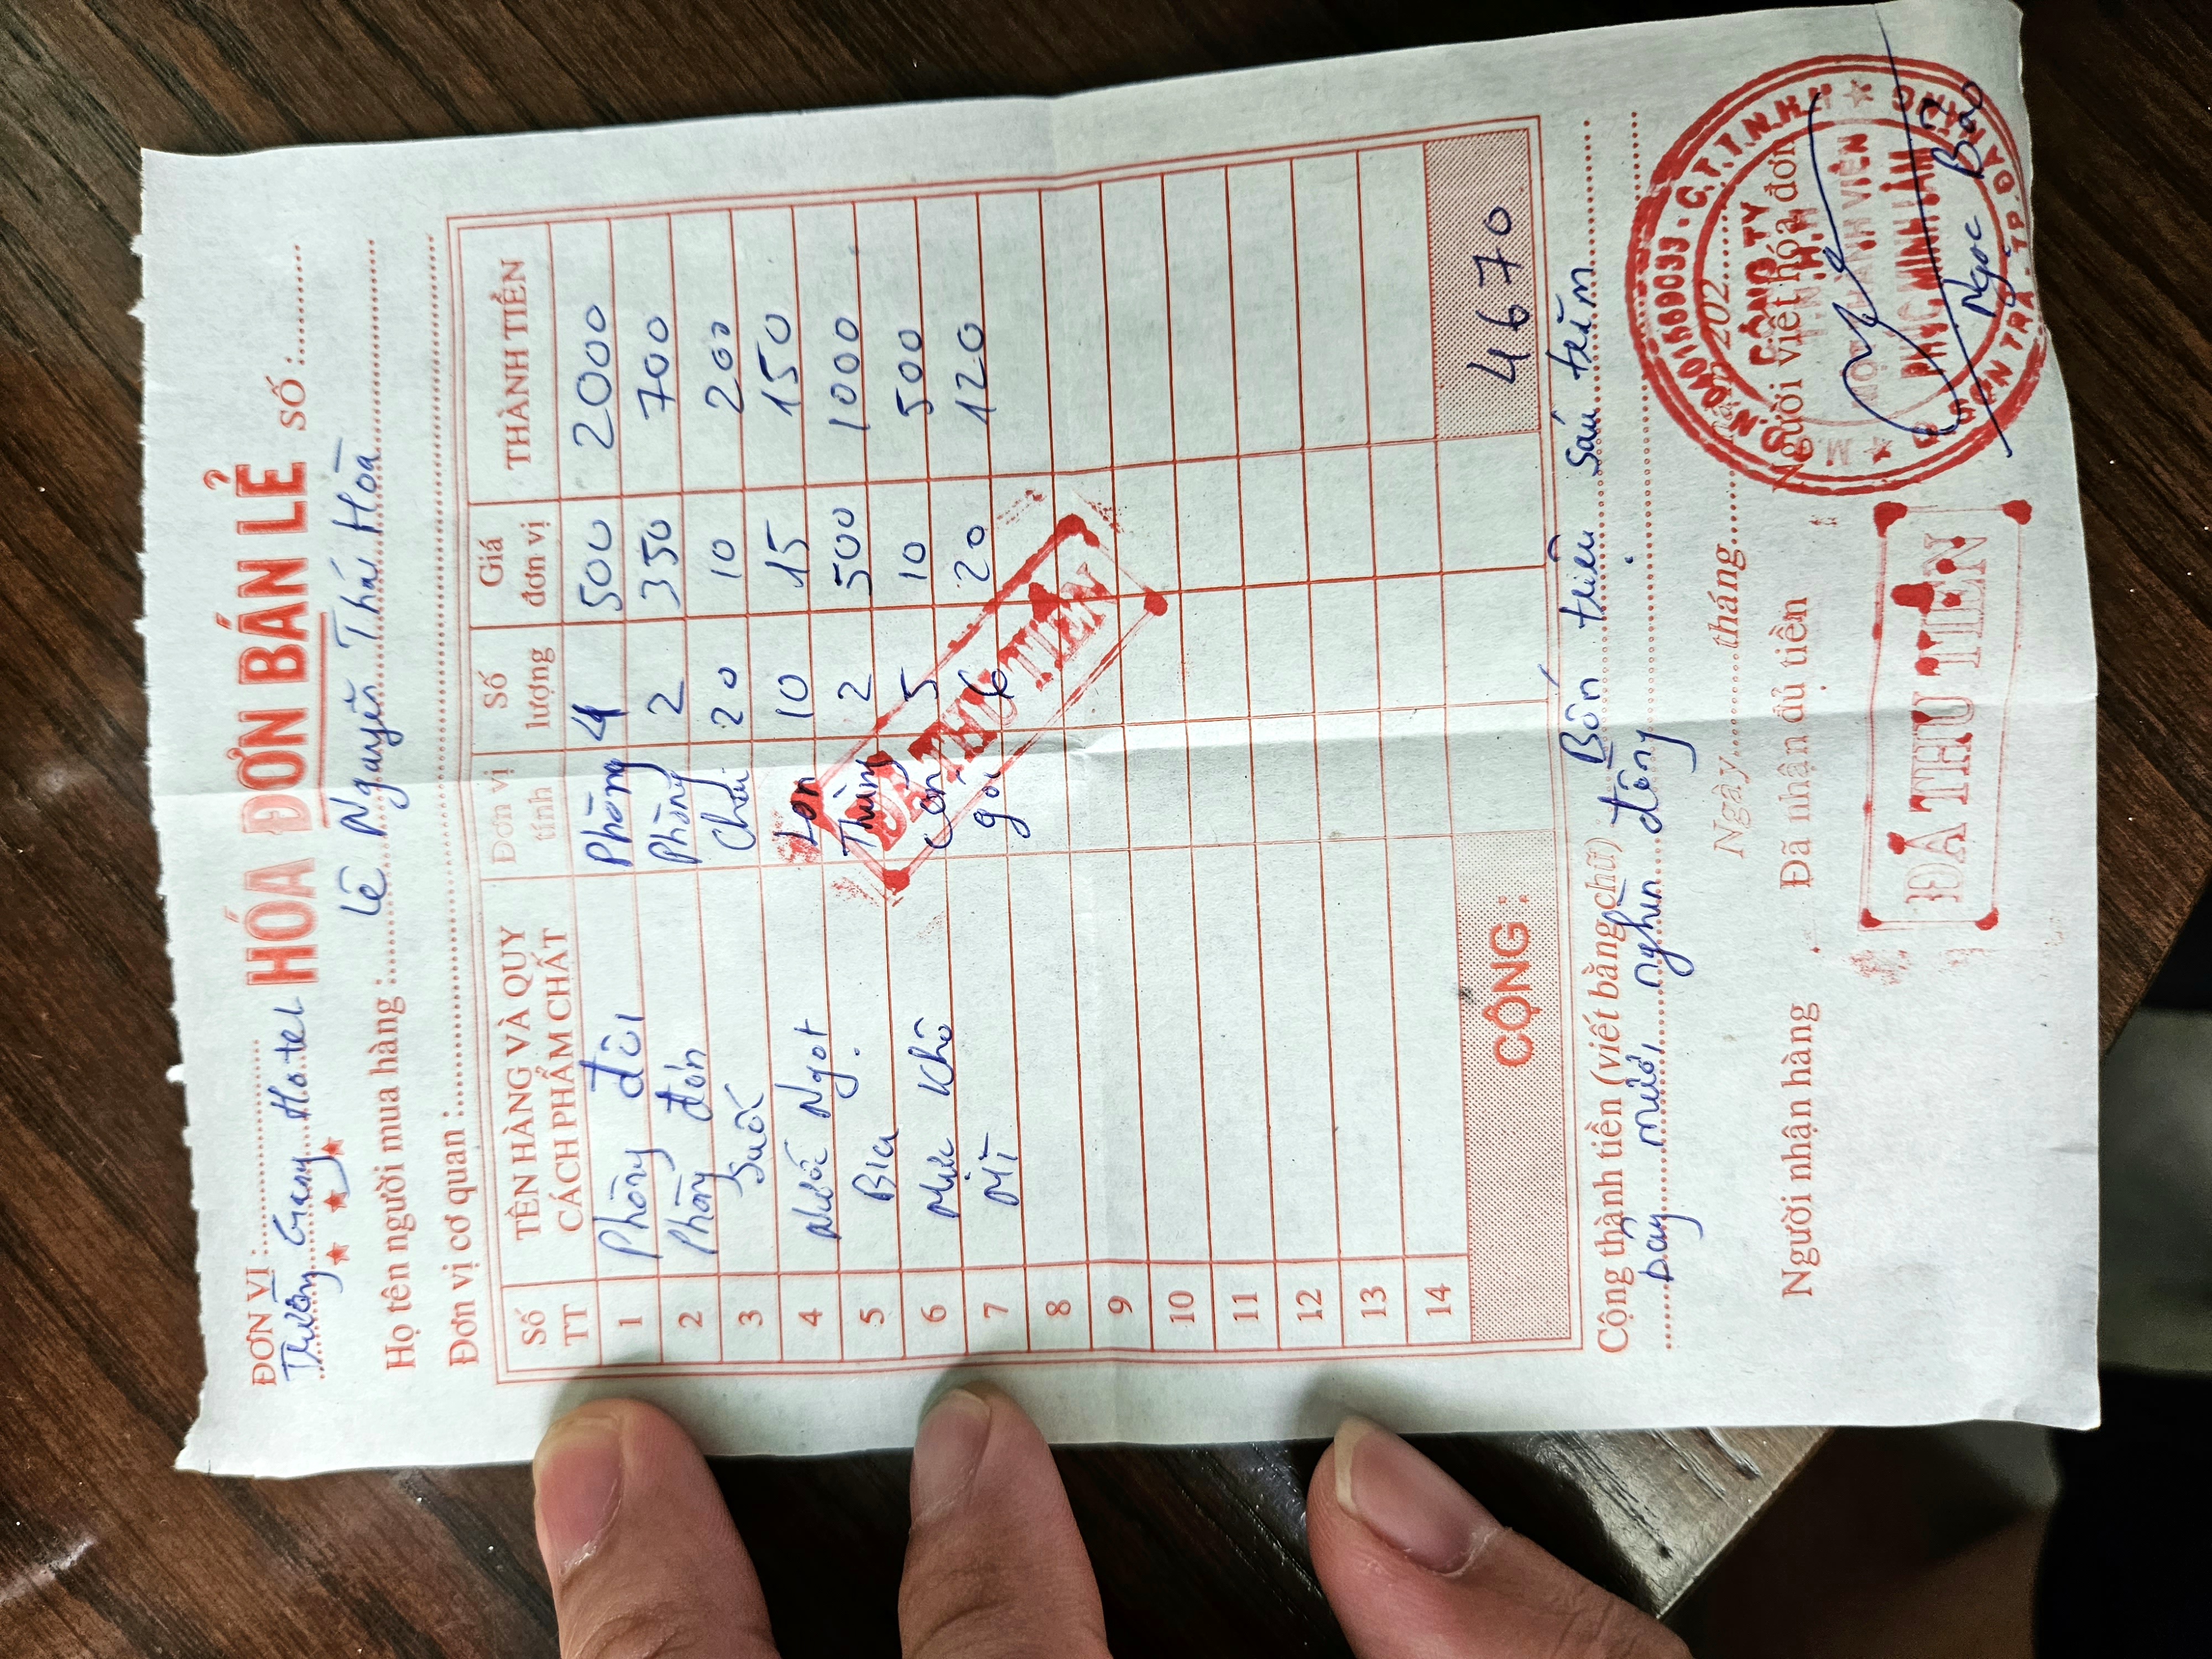 ĐƠN VỊ :
Trường Giang Hotel
HÓA ĐƠN BÁN LẺ
SỐ :
Họ tên người mua hàng : Lê Nguyễn Thái Hoà
Đơn vị cơ quan :
Số TT TÊN HÀNG VÀ QUY CÁCH PHẨM CHẤT Đơn vị tính Số lượng Giá đơn vị THÀNH TIỀN
1 Phòng đôi Phòng 4 500 2000
2 Phòng đơn Phòng 2 350 700
3 Suối Chai 20 10 200
4 Nước Ngọt Lon 10 15 150
5 Bia Thùng 2 500 1000
6 Mực Khô con 5 10 500
7 Mì gói 6 20 120
8
9
10
11
12
13
14
ĐÃ THU TIỀN
CỘNG : 4670
Cộng thành tiền (viết bằng chữ) : Bốn triệu sáu trăm
bảy mươi nghìn đồng
Ngày tháng năm 202
Người nhận hàng Đã nhận đủ tiền Người viết hóa đơn
ĐÃ THU TIỀN
M.S.D.N: 0401569033 - C.T.T.N.H.H
CÔNG TY
T.N.H.H
MỘT THÀNH VIÊN
PHÚC MINH LÂM
Q. SƠN TRÀ - TP. ĐÀ NẴNG
Ngọc Bảo